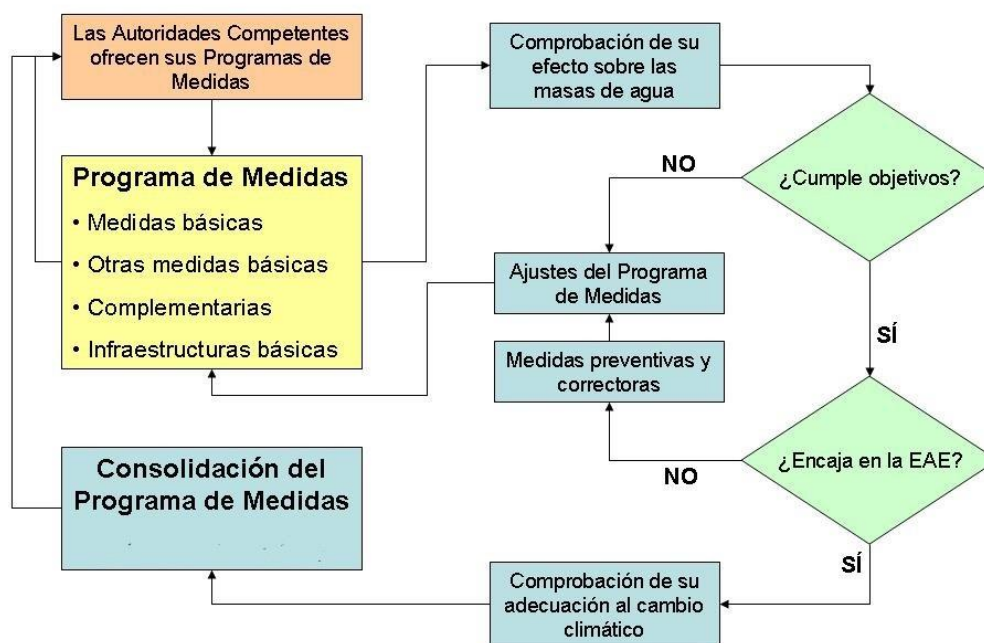 Las Autoridades Competentes
ofrecen sus Programas de
Medidas
Comprobación de su
efecto sobre las
masas de agua
Programa de Medidas
• Medidas básicas
• Otras medidas básicas
• Complementarias
• Infraestructuras básicas
NO
¿Cumple objetivos?
Ajustes del Programa
de Medidas
SÍ
Medidas preventivas y
correctoras
¿Encaja en la EAE?
NO
Consolidación del
Programa de Medidas
SÍ
Comprobación de su
adecuación al cambio
climático